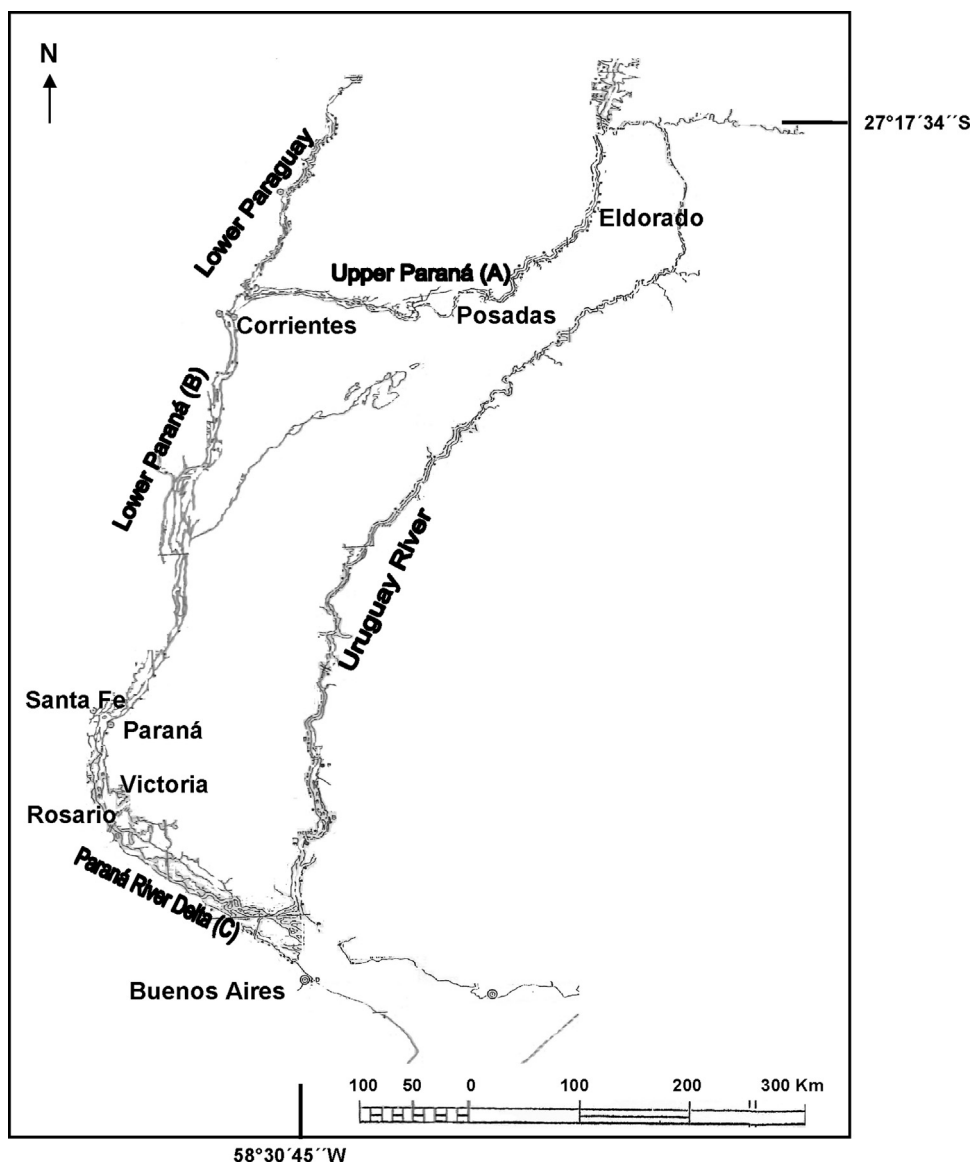 N
27°17´34´´S
Lower Paraguay
Eldorado
Upper Paraná (A)
Posadas
Corrientes
Lower Paraná (B)
Uruguay River
Santa Fe
Paraná
Victoria
Rosario
Paraná River Delta (C)
Buenos Aires
100 50 0 100 200 300 Km
58°30´45´´W